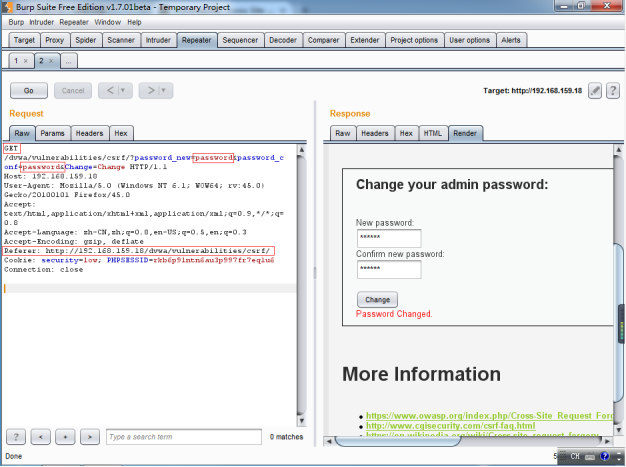 Burp Suite Free Edition v1.7.01beta - Temporary Project
Burp Intruder Repeater Window Help
Target Proxy Spider Scanner Intruder Repeater Sequencer Decoder Comparer Extender Project options User options Alerts
1 × 2 × ...
Go Cancel < | ▾ > | ▾ Target: http://192.168.159.18 ?
Request
Raw Params Headers Hex
GET
/dvwa/vulnerabilities/csrf/?password_new=password&password_c
onf=password&Change=Change HTTP/1.1
Host: 192.168.159.18
User-Agent: Mozilla/5.0 (Windows NT 6.1; WOW64; rv:45.0)
Gecko/20100101 Firefox/45.0
Accept:
text/html,application/xhtml+xml,application/xml;q=0.9,*/*;q=
0.8
Accept-Language: zh-CN,zh;q=0.8,en-US;q=0.5,en;q=0.3
Accept-Encoding: gzip, deflate
Referer: http://192.168.159.18/dvwa/vulnerabilities/csrf/
Cookie: security=low; PHPSESSID=rkb6p9lntn6au3p997fr7eqiu6
Connection: close
? < + > Type a search term 0 matches
Done
Response
Raw Headers Hex HTML Render
Change your admin password:
New password:
••••••
Confirm new password:
••••••
Change
Password Changed.
More Information
https://www.owasp.org/index.php/Cross-Site_Request_Forg
http://www.cgisecurity.com/csrf-faq.html
https://en.wikipedia.org/wiki/Cross-site_request_forgery
5 CH ?